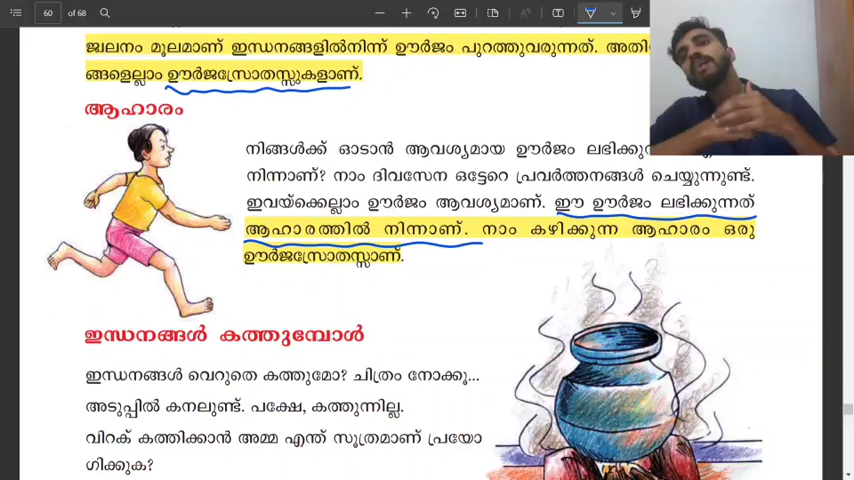 60 of 68
ജ്വലനം മൂലമാണ് ഇന്ധനങ്ങളിൽനിന്ന് ഊർജം പുറത്തുവരുന്നത്.
ങ്ങളെല്ലാം ഊർജസ്രോതസ്സുകളാണ്.
ആഹാരം
നിങ്ങൾക്ക് ഓടാൻ ആവശ്യമായ ഊർജം
നിന്നാണ്? നാം ദിവസേന ഒട്ടേറെ പ്രവർത്തനങ്ങൾ ചെയ്യുന്നുണ്ട്.
ഇവയ്ക്കെല്ലാം ഊർജം ആവശ്യമാണ്. ഈ ഊർജം ലഭിക്കുന്നത്
ആഹാരത്തിൽ നിന്നാണ്. നാം കഴിക്കുന്ന ആഹാരം ഒരു
ഊർജസ്രോതസ്സാണ്.
ഇന്ധനങ്ങൾ കത്തുമ്പോൾ
ഇന്ധനങ്ങൾ വെറുതെ കത്തുമോ? ചിത്രം നോക്കൂ...
അടുപ്പിൽ കനലുണ്ട്. പക്ഷേ, കത്തുന്നില്ല.
വിറക് കത്തിക്കാൻ അമ്മ എന്ത് സൂത്രമാണ് പ്രയോ
ഗിക്കുക?